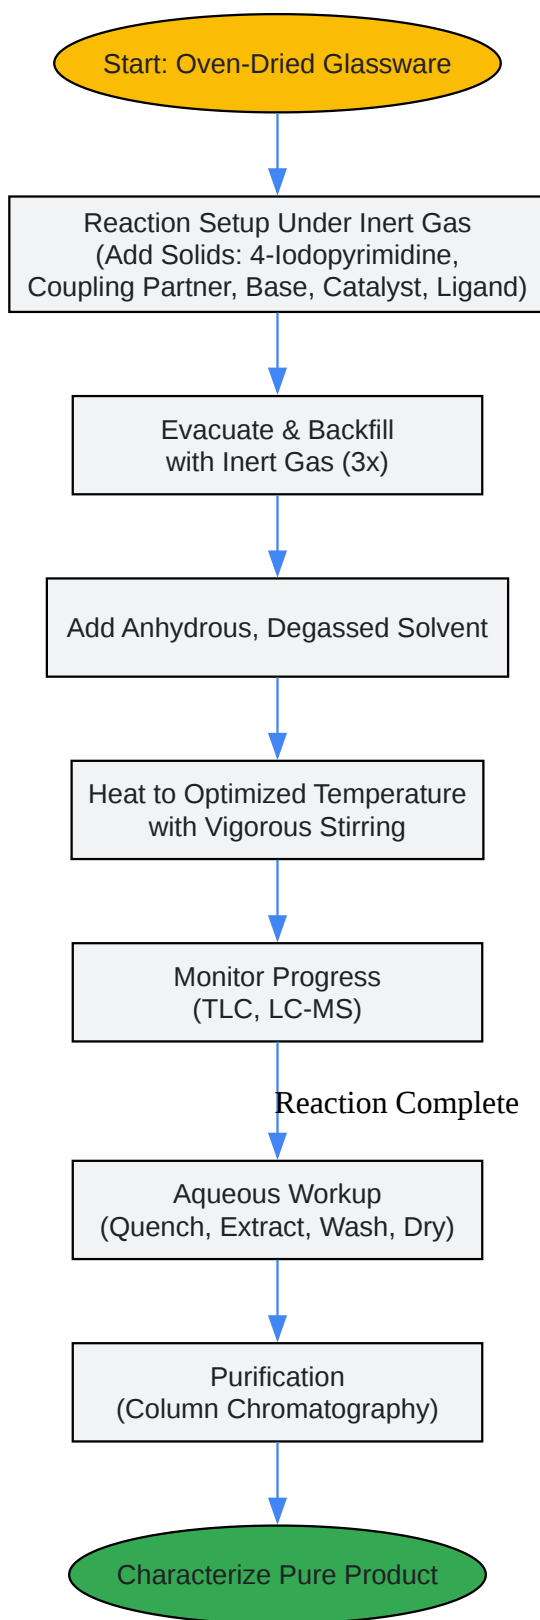 Start: Oven-Dried Glassware
Reaction Setup Under Inert Gas
(Add Solids: 4-Iodopyrimidine,
Coupling Partner, Base, Catalyst, Ligand)
Evacuate & Backfill
with Inert Gas (3x)
Add Anhydrous, Degassed Solvent
Heat to Optimized Temperature
with Vigorous Stirring
Monitor Progress
(TLC, LC-MS)
Reaction Complete
Aqueous Workup
(Quench, Extract, Wash, Dry)
Purification
(Column Chromatography)
Characterize Pure Product